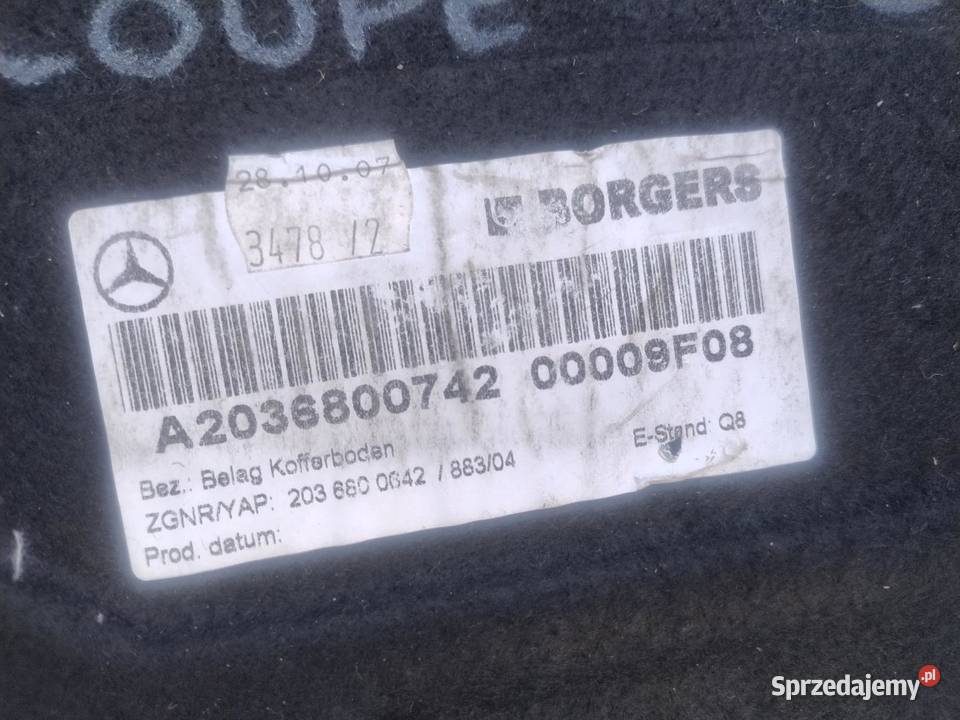 COUPE
28.10.07
3478 12
BORGERS
A2036800742 00009F08
Bez.: Belag Kofferboden
E-Stand: Q8
ZGNR/YAP: 203 680 0642 / 883/04
Prod. datum:
Sprzedajemy.pl